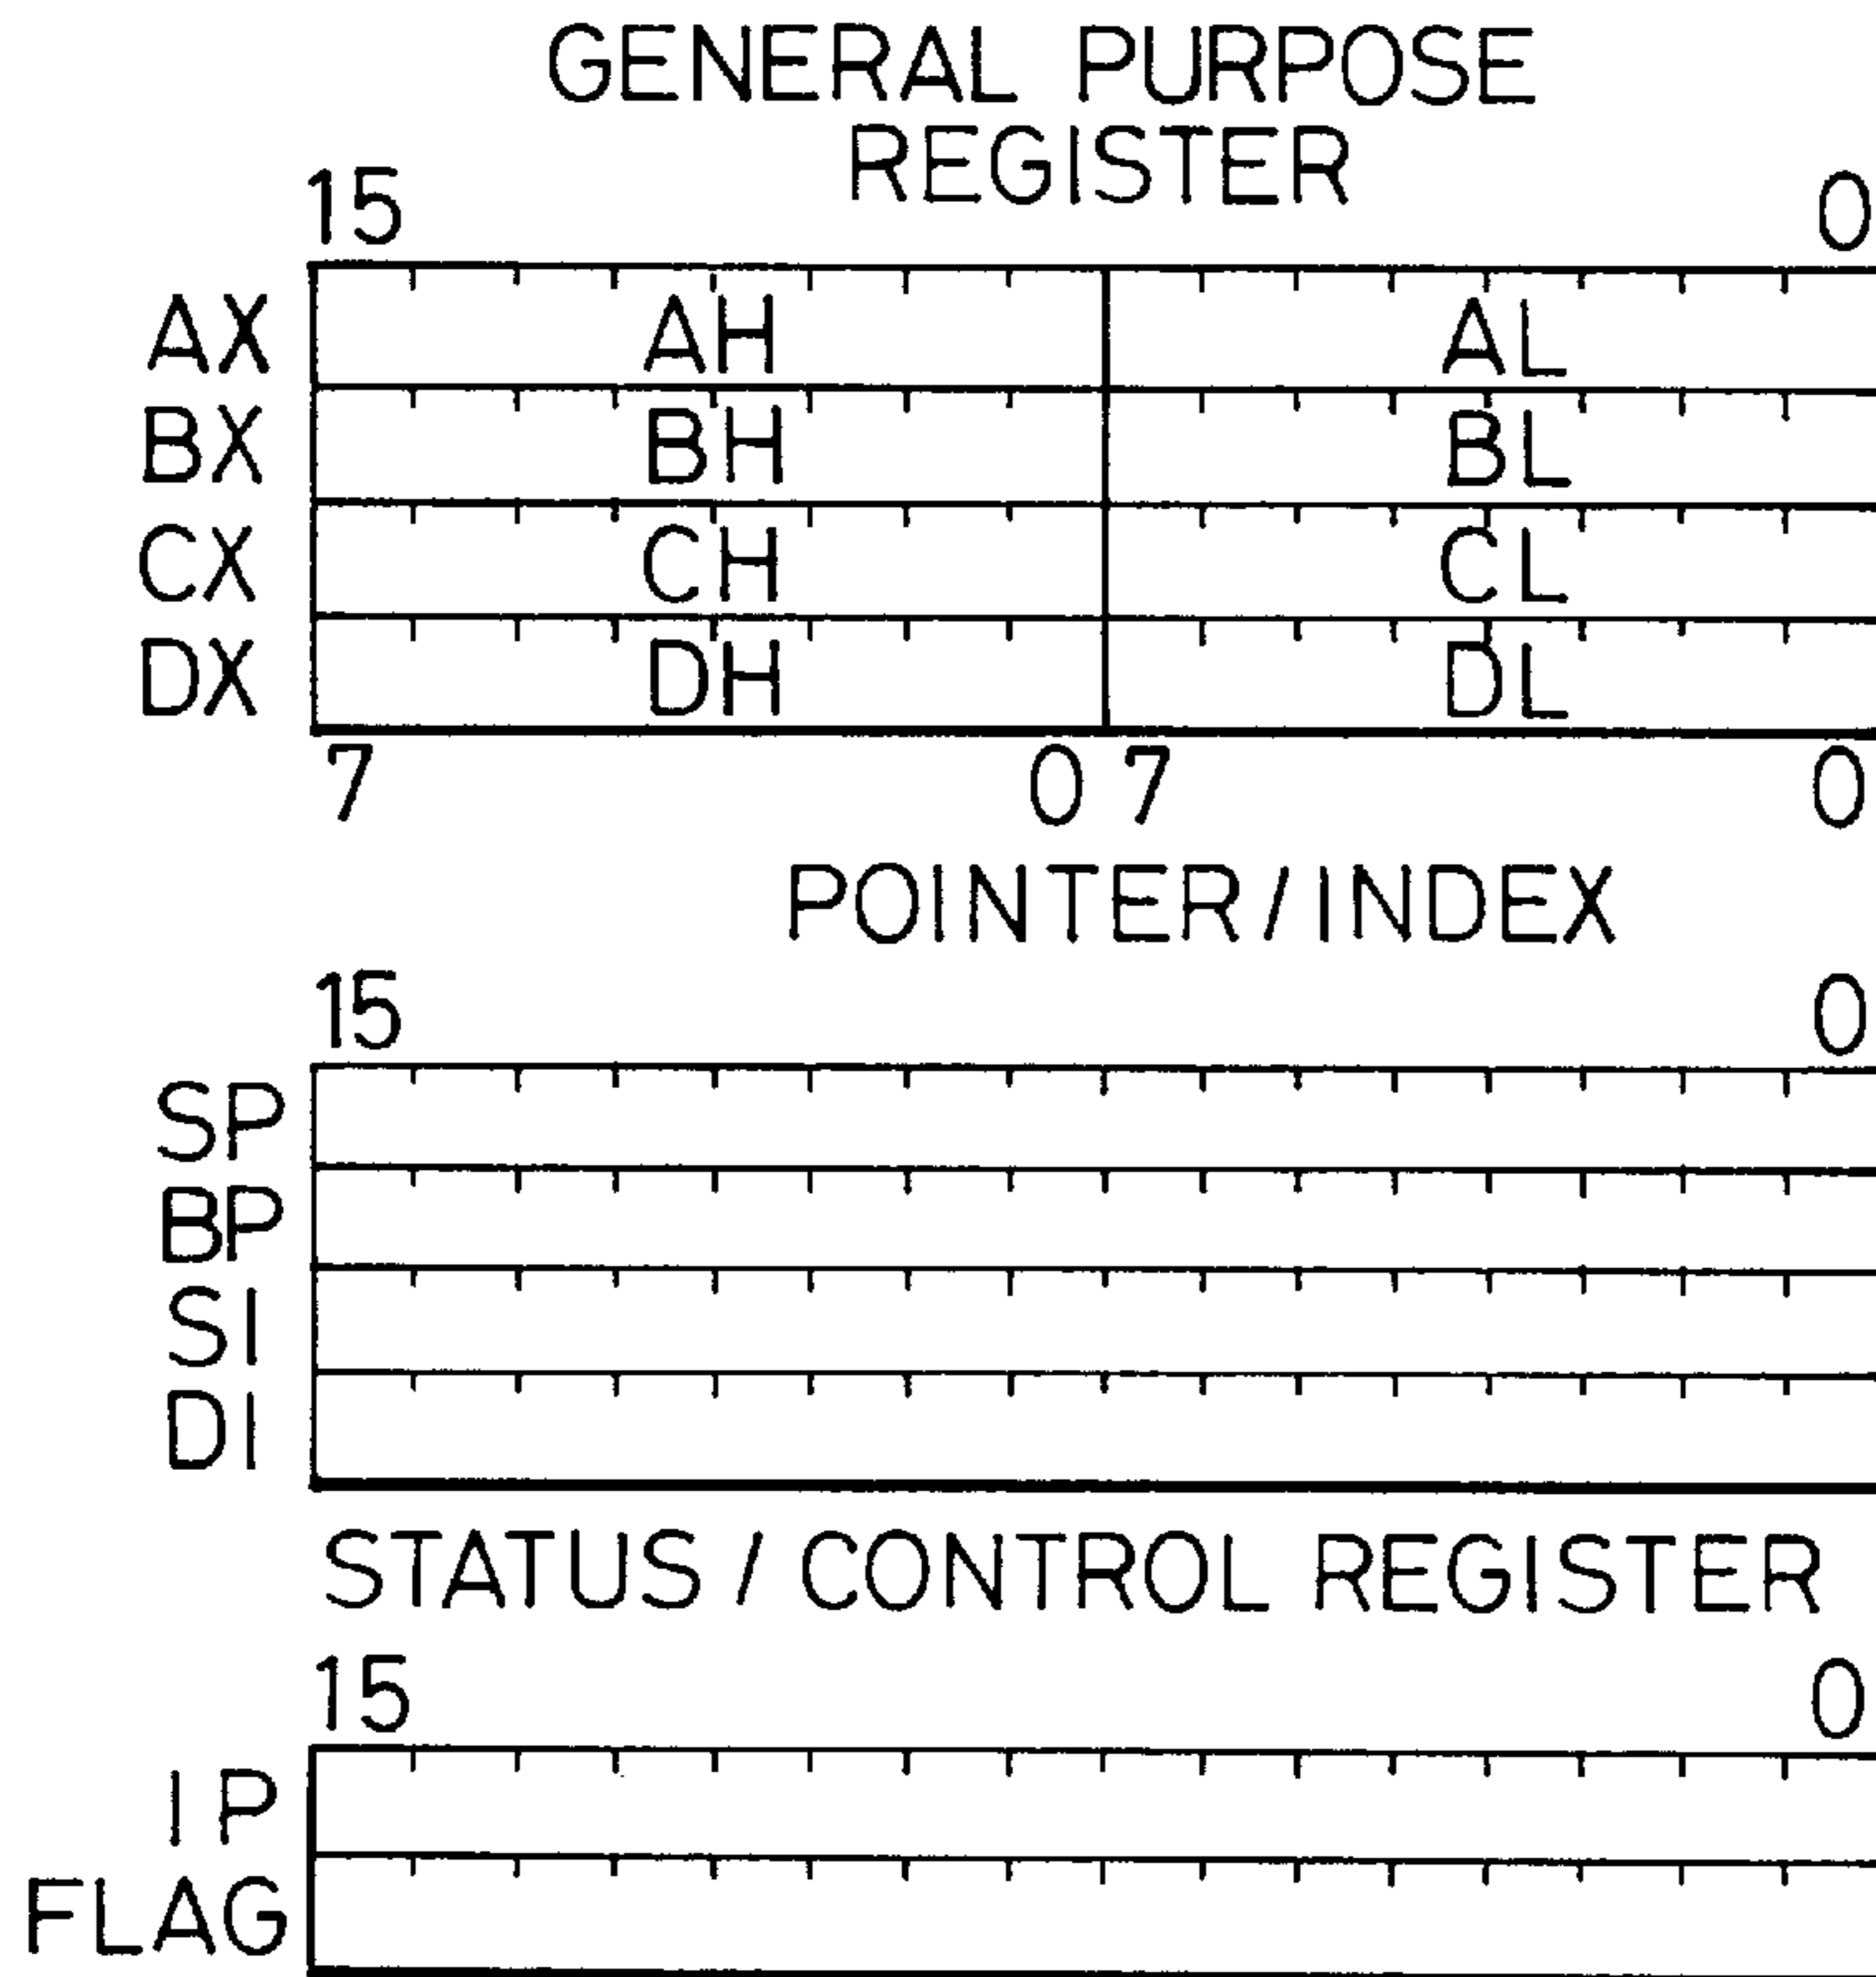 GENERAL PURPOSE
REGISTER
15 0
AX AH AL
BX BH BL
CX CH CL
DX DH DL
7 0 7 0
POINTER/INDEX
15 0
SP
BP
SI
DI
STATUS / CONTROL REGISTER
15 0
IP
FLAG